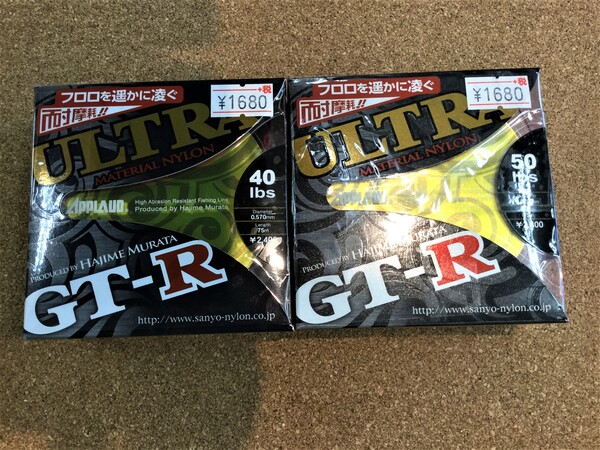 フロロを遥かに凌ぐ
耐摩耗!!
+税
¥1680
ULTRA
MATERIAL NYLON
40
lbs
APPLAUD
High Abrasion Resistant Fishing Line
Produced by Hajime Murata
Diameter
0.570mm
Length
75m
PRODUCED BY HAJIME MURATA
GT-R
http://www.sanyo-nylon.co.jp
フロロを遥かに凌ぐ
耐摩耗!!
+税
¥1680
ULTRA
MATERIAL NYLON
50
lbs
APPLAUD
PRODUCED BY HAJIME MURATA
GT-R
http://www.sanyo-nylon.co.jp